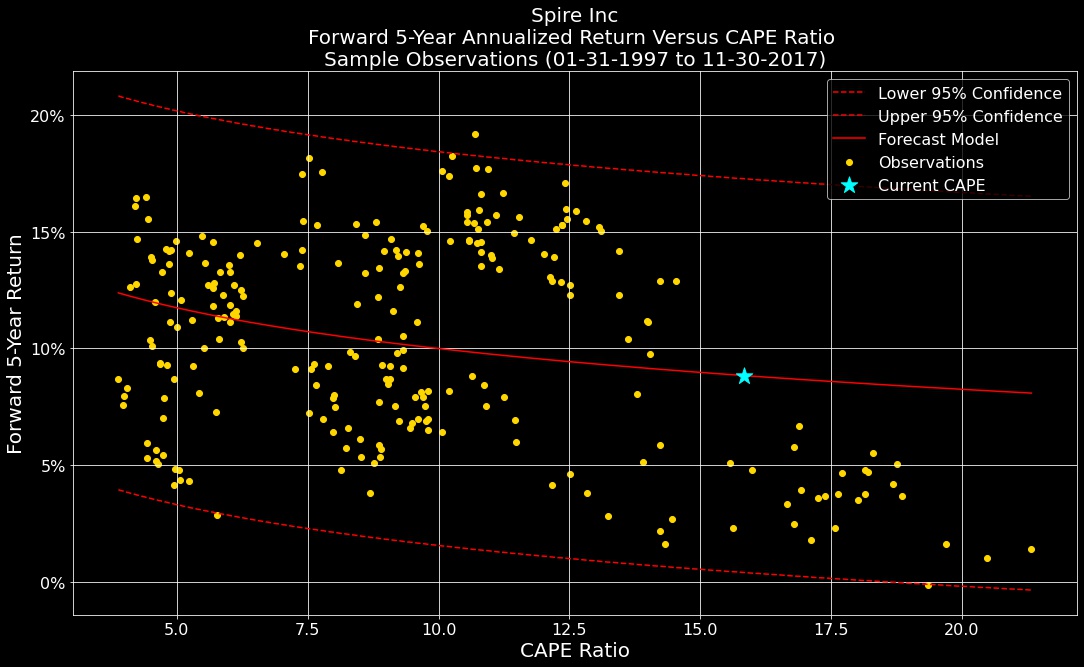 Spire Inc
Forward 5-Year Annualized Return Versus CAPE Ratio
Sample Observations (01-31-1997 to 11-30-2017)
Lower 95% Confidence
Upper 95% Confidence
Forecast Model
Observations
Current CAPE
Forward 5-Year Return
20%
15%
10%
5%
0%
5.0 7.5 10.0 12.5 15.0 17.5 20.0
CAPE Ratio